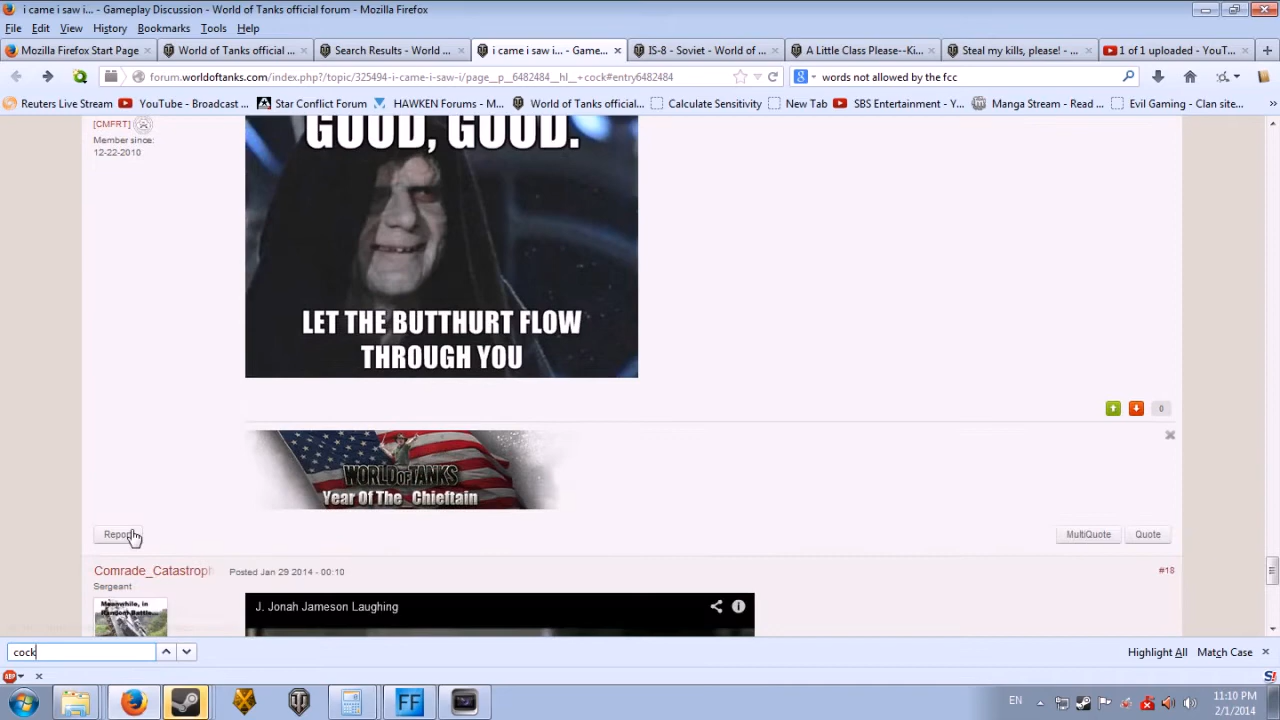 i came i saw i... - Gameplay Discussion - World of Tanks official forum - Mozilla Firefox
File Edit View History Bookmarks Tools Help
Mozilla Firefox Start Page
World of Tanks official ...
Search Results - World ...
i came i saw i... - Game...
IS-8 - Soviet - World of ...
A Little Class Please--Ki...
Steal my kills, please! - ...
1 of 1 uploaded - YouT...
forum.worldoftanks.com/index.php?/topic/325494-i-came-i-saw-i/page__p__6482484__hl__+cock#entry6482484
words not allowed by the fcc
Reuters Live Stream
YouTube - Broadcast ...
Star Conflict Forum
HAWKEN Forums - M...
World of Tanks official...
Calculate Sensitivity
New Tab
SBS Entertainment - Y...
Manga Stream - Read ...
Evil Gaming - Clan site...
[CMFRT]
Member since:
12-22-2010
GOOD, GOOD.
LET THE BUTTHURT FLOW
THROUGH YOU
0
WORLD OF TANKS
Year Of The Chieftain
Report
MultiQuote
Quote
Comrade_Catastroph
Posted Jan 29 2014 - 00:10
#18
Sergeant
Meanwhile, in
Random Battle...
J. Jonah Jameson Laughing
cock
Highlight All
Match Case
ABP
FF
EN
11:10 PM
2/1/2014